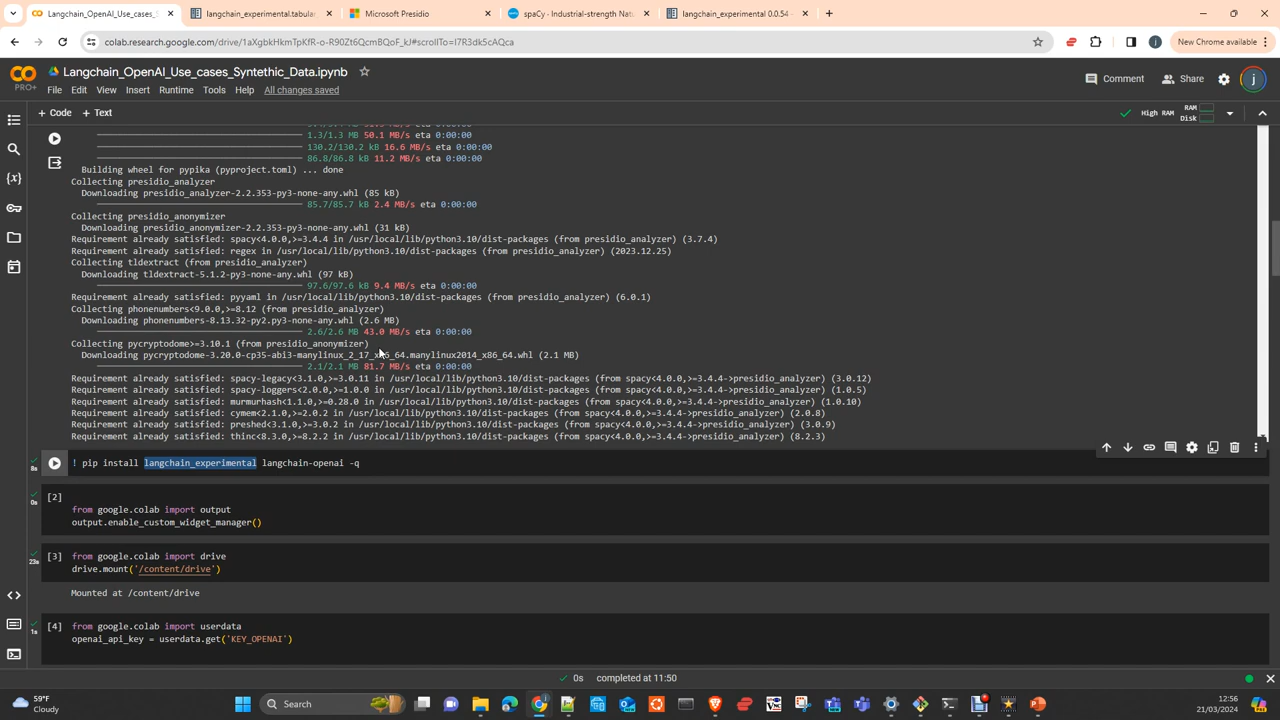 Langchain_OpenAI_Use_cases_S
langchain_experimental.tabular
Microsoft Presidio
spaCy · Industrial-strength Natu
langchain_experimental 0.0.54 →
colab.research.google.com/drive/1aXgbkHkmTpKfR-o-R90Zt6QcmBQoF_kJ#scrollTo=I7R3dk5cAQca
New Chrome available
PRO+
Langchain_OpenAI_Use_cases_Syntethic_Data.ipynb
Comment
Share
j
File Edit View Insert Runtime Tools Help All changes saved
+ Code + Text
High RAM
RAM
Disk
1.3/1.3 MB 50.1 MB/s eta 0:00:00
130.2/130.2 kB 16.6 MB/s eta 0:00:00
86.8/86.8 kB 11.2 MB/s eta 0:00:00
Building wheel for pypika (pyproject.toml) ... done
Collecting presidio_analyzer
Downloading presidio_analyzer-2.2.353-py3-none-any.whl (85 kB)
85.7/85.7 kB 2.4 MB/s eta 0:00:00
Collecting presidio_anonymizer
Downloading presidio_anonymizer-2.2.353-py3-none-any.whl (31 kB)
Requirement already satisfied: spacy<4.0.0,>=3.4.4 in /usr/local/lib/python3.10/dist-packages (from presidio_analyzer) (3.7.4)
Requirement already satisfied: regex in /usr/local/lib/python3.10/dist-packages (from presidio_analyzer) (2023.12.25)
Collecting tldextract (from presidio_analyzer)
Downloading tldextract-5.1.2-py3-none-any.whl (97 kB)
97.6/97.6 kB 9.4 MB/s eta 0:00:00
Requirement already satisfied: pyyaml in /usr/local/lib/python3.10/dist-packages (from presidio_analyzer) (6.0.1)
Collecting phonenumbers<9.0.0,>=8.12 (from presidio_analyzer)
Downloading phonenumbers-8.13.32-py2.py3-none-any.whl (2.6 MB)
2.6/2.6 MB 43.0 MB/s eta 0:00:00
Collecting pycryptodome>=3.10.1 (from presidio_anonymizer)
Downloading pycryptodome-3.20.0-cp35-abi3-manylinux_2_17_x86_64.manylinux2014_x86_64.whl (2.1 MB)
2.1/2.1 MB 81.7 MB/s eta 0:00:00
Requirement already satisfied: spacy-legacy<3.1.0,>=3.0.11 in /usr/local/lib/python3.10/dist-packages (from spacy<4.0.0,>=3.4.4->presidio_analyzer) (3.0.12)
Requirement already satisfied: spacy-loggers<2.0.0,>=1.0.0 in /usr/local/lib/python3.10/dist-packages (from spacy<4.0.0,>=3.4.4->presidio_analyzer) (1.0.5)
Requirement already satisfied: murmurhash<1.1.0,>=0.28.0 in /usr/local/lib/python3.10/dist-packages (from spacy<4.0.0,>=3.4.4->presidio_analyzer) (1.0.10)
Requirement already satisfied: cymem<2.1.0,>=2.0.2 in /usr/local/lib/python3.10/dist-packages (from spacy<4.0.0,>=3.4.4->presidio_analyzer) (2.0.8)
Requirement already satisfied: preshed<3.1.0,>=3.0.2 in /usr/local/lib/python3.10/dist-packages (from spacy<4.0.0,>=3.4.4->presidio_analyzer) (3.0.9)
Requirement already satisfied: thinc<8.3.0,>=8.2.2 in /usr/local/lib/python3.10/dist-packages (from spacy<4.0.0,>=3.4.4->presidio_analyzer) (8.2.3)
8s
! pip install langchain_experimental langchain-openai -q
0s
[2]
from google.colab import output
output.enable_custom_widget_manager()
23s
[3] from google.colab import drive
drive.mount('/content/drive')
Mounted at /content/drive
1s
[4] from google.colab import userdata
openai_api_key = userdata.get('KEY_OPENAI')
0s completed at 11:50
59°F
Cloudy
Search
12:56
21/03/2024